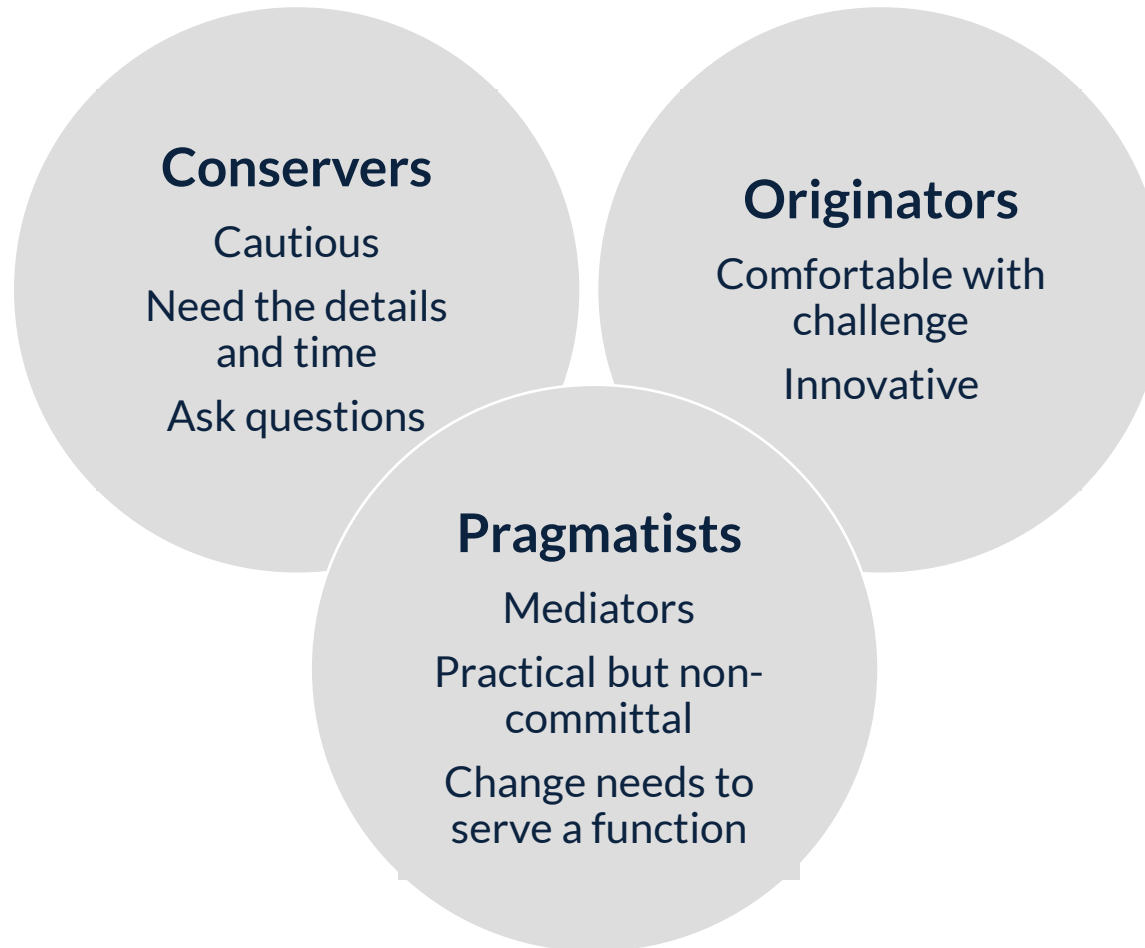 Conservers
Cautious
Need the details
and time
Ask questions
Originators
Comfortable with
challenge
Innovative
Pragmatists
Mediators
Practical but non-
committal
Change needs to
serve a function